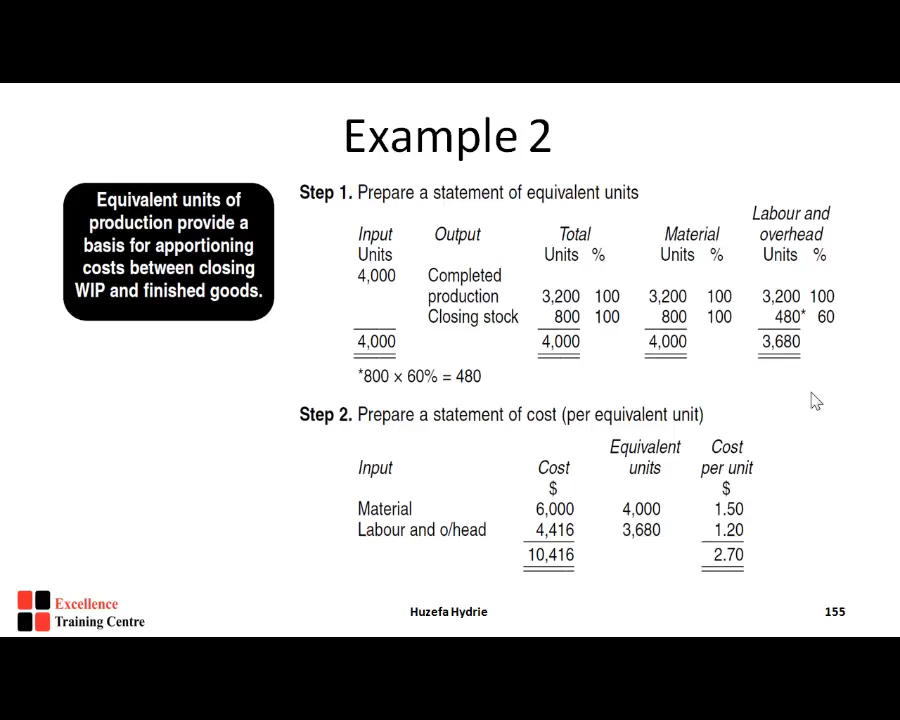 Example 2
Equivalent units of
production provide a
basis for apportioning
costs between closing
WIP and finished goods.
Step 1. Prepare a statement of equivalent units
Labour and
Input Output Total Material overhead
Units Units % Units % Units %
4,000 Completed
production 3,200 100 3,200 100 3,200 100
Closing stock 800 100 800 100 480* 60
4,000 4,000 4,000 3,680
*800 × 60% = 480
Step 2. Prepare a statement of cost (per equivalent unit)
Equivalent Cost
Input Cost units per unit
$ $
Material 6,000 4,000 1.50
Labour and o/head 4,416 3,680 1.20
10,416 2.70
Excellence
Training Centre
Huzefa Hydrie
155